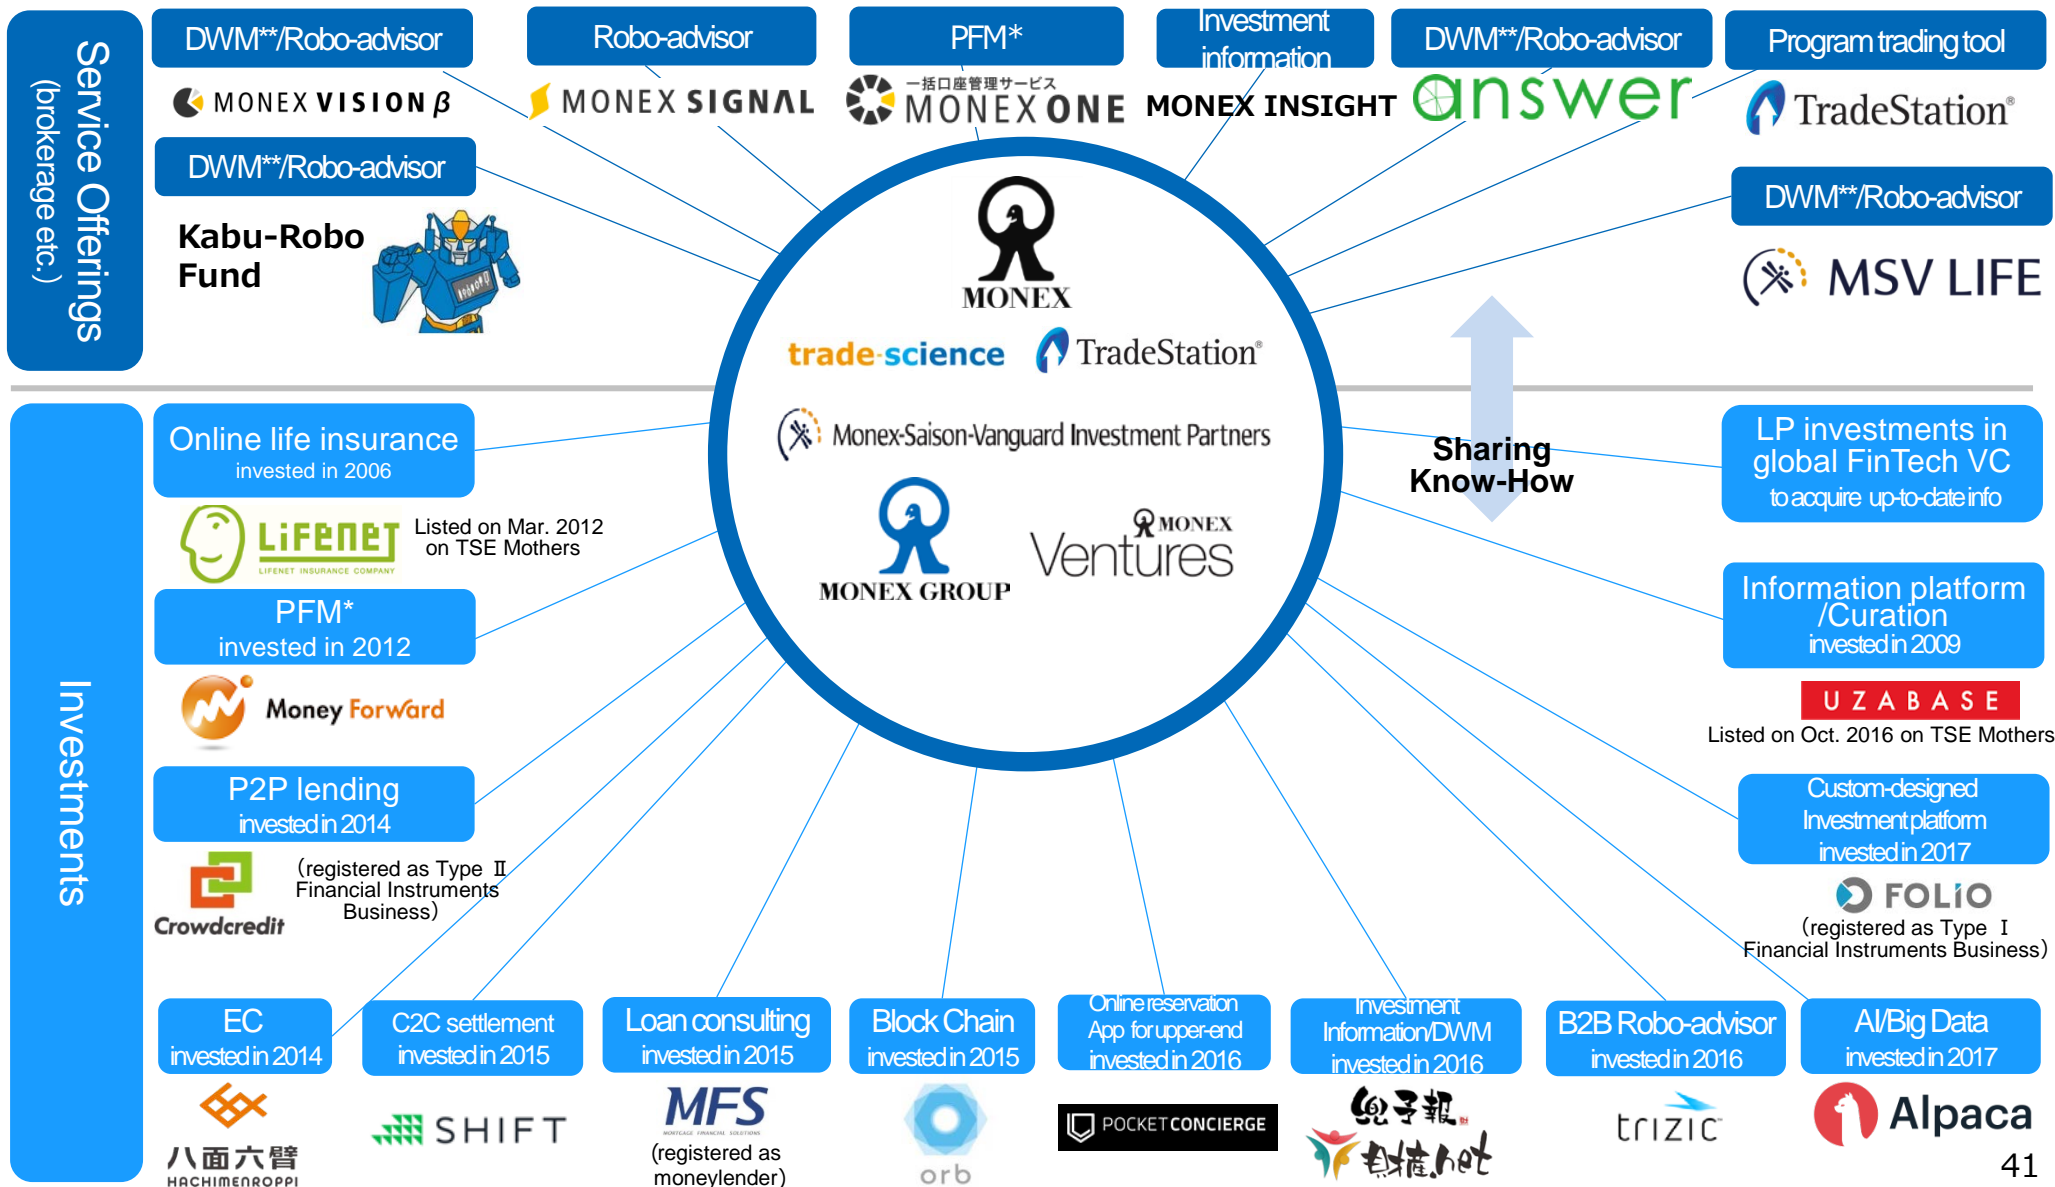 Service Offerings
(brokerage etc.)
DWM**/Robo-advisor
MONEX VISION β
Robo-advisor
MONEX SIGNAL
PFM*
一括口座管理サービス
MONEX ONE
Investment
information
MONEX INSIGHT
DWM**/Robo-advisor
answer
Program trading tool
TradeStation®
DWM**/Robo-advisor
Kabu-Robo
Fund
DWM**/Robo-advisor
MSV LIFE
MONEX
trade-science
TradeStation®
Monex-Saison-Vanguard Investment Partners
MONEX GROUP
MONEX
Ventures
Sharing
Know-How
Investments
Online life insurance
invested in 2006
LIFENET
LIFENET INSURANCE COMPANY
Listed on Mar. 2012
on TSE Mothers
PFM*
invested in 2012
Money Forward
P2P lending
invested in 2014
Crowdcredit
(registered as Type Ⅱ
Financial Instruments
Business)
LP investments in
global FinTech VC
to acquire up-to-date info
Information platform
/Curation
invested in 2009
UZABASE
Listed on Oct. 2016 on TSE Mothers
Custom-designed
Investment platform
invested in 2017
FOLIO
(registered as Type Ⅰ
Financial Instruments Business)
EC
invested in 2014
八面六臂
HACHIMENROPPI
C2C settlement
invested in 2015
SHIFT
Loan consulting
invested in 2015
MFS
MORTGAGE FINANCIAL SOLUTIONS
(registered as
moneylender)
Block Chain
invested in 2015
orb
Online reservation
App for upper-end
invested in 2016
POCKET CONCIERGE
Investment
Information/DWM
invested in 2016
兜予報
資産.net
B2B Robo-advisor
invested in 2016
trizic
AI/Big Data
invested in 2017
Alpaca
41